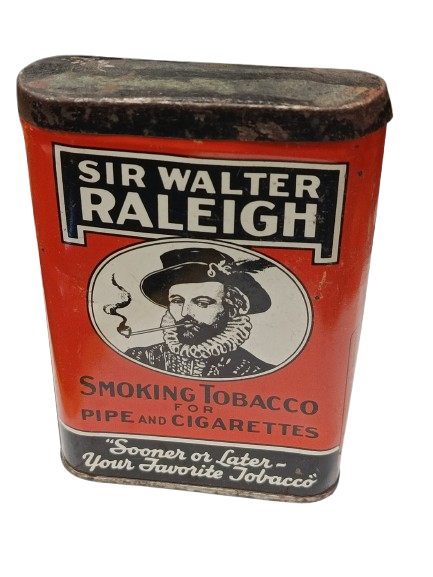 SIR WALTER
RALEIGH
SMOKING TOBACCO
FOR
PIPE AND CIGARETTES
"Sooner or Later~
Your Favorite Tobacco"